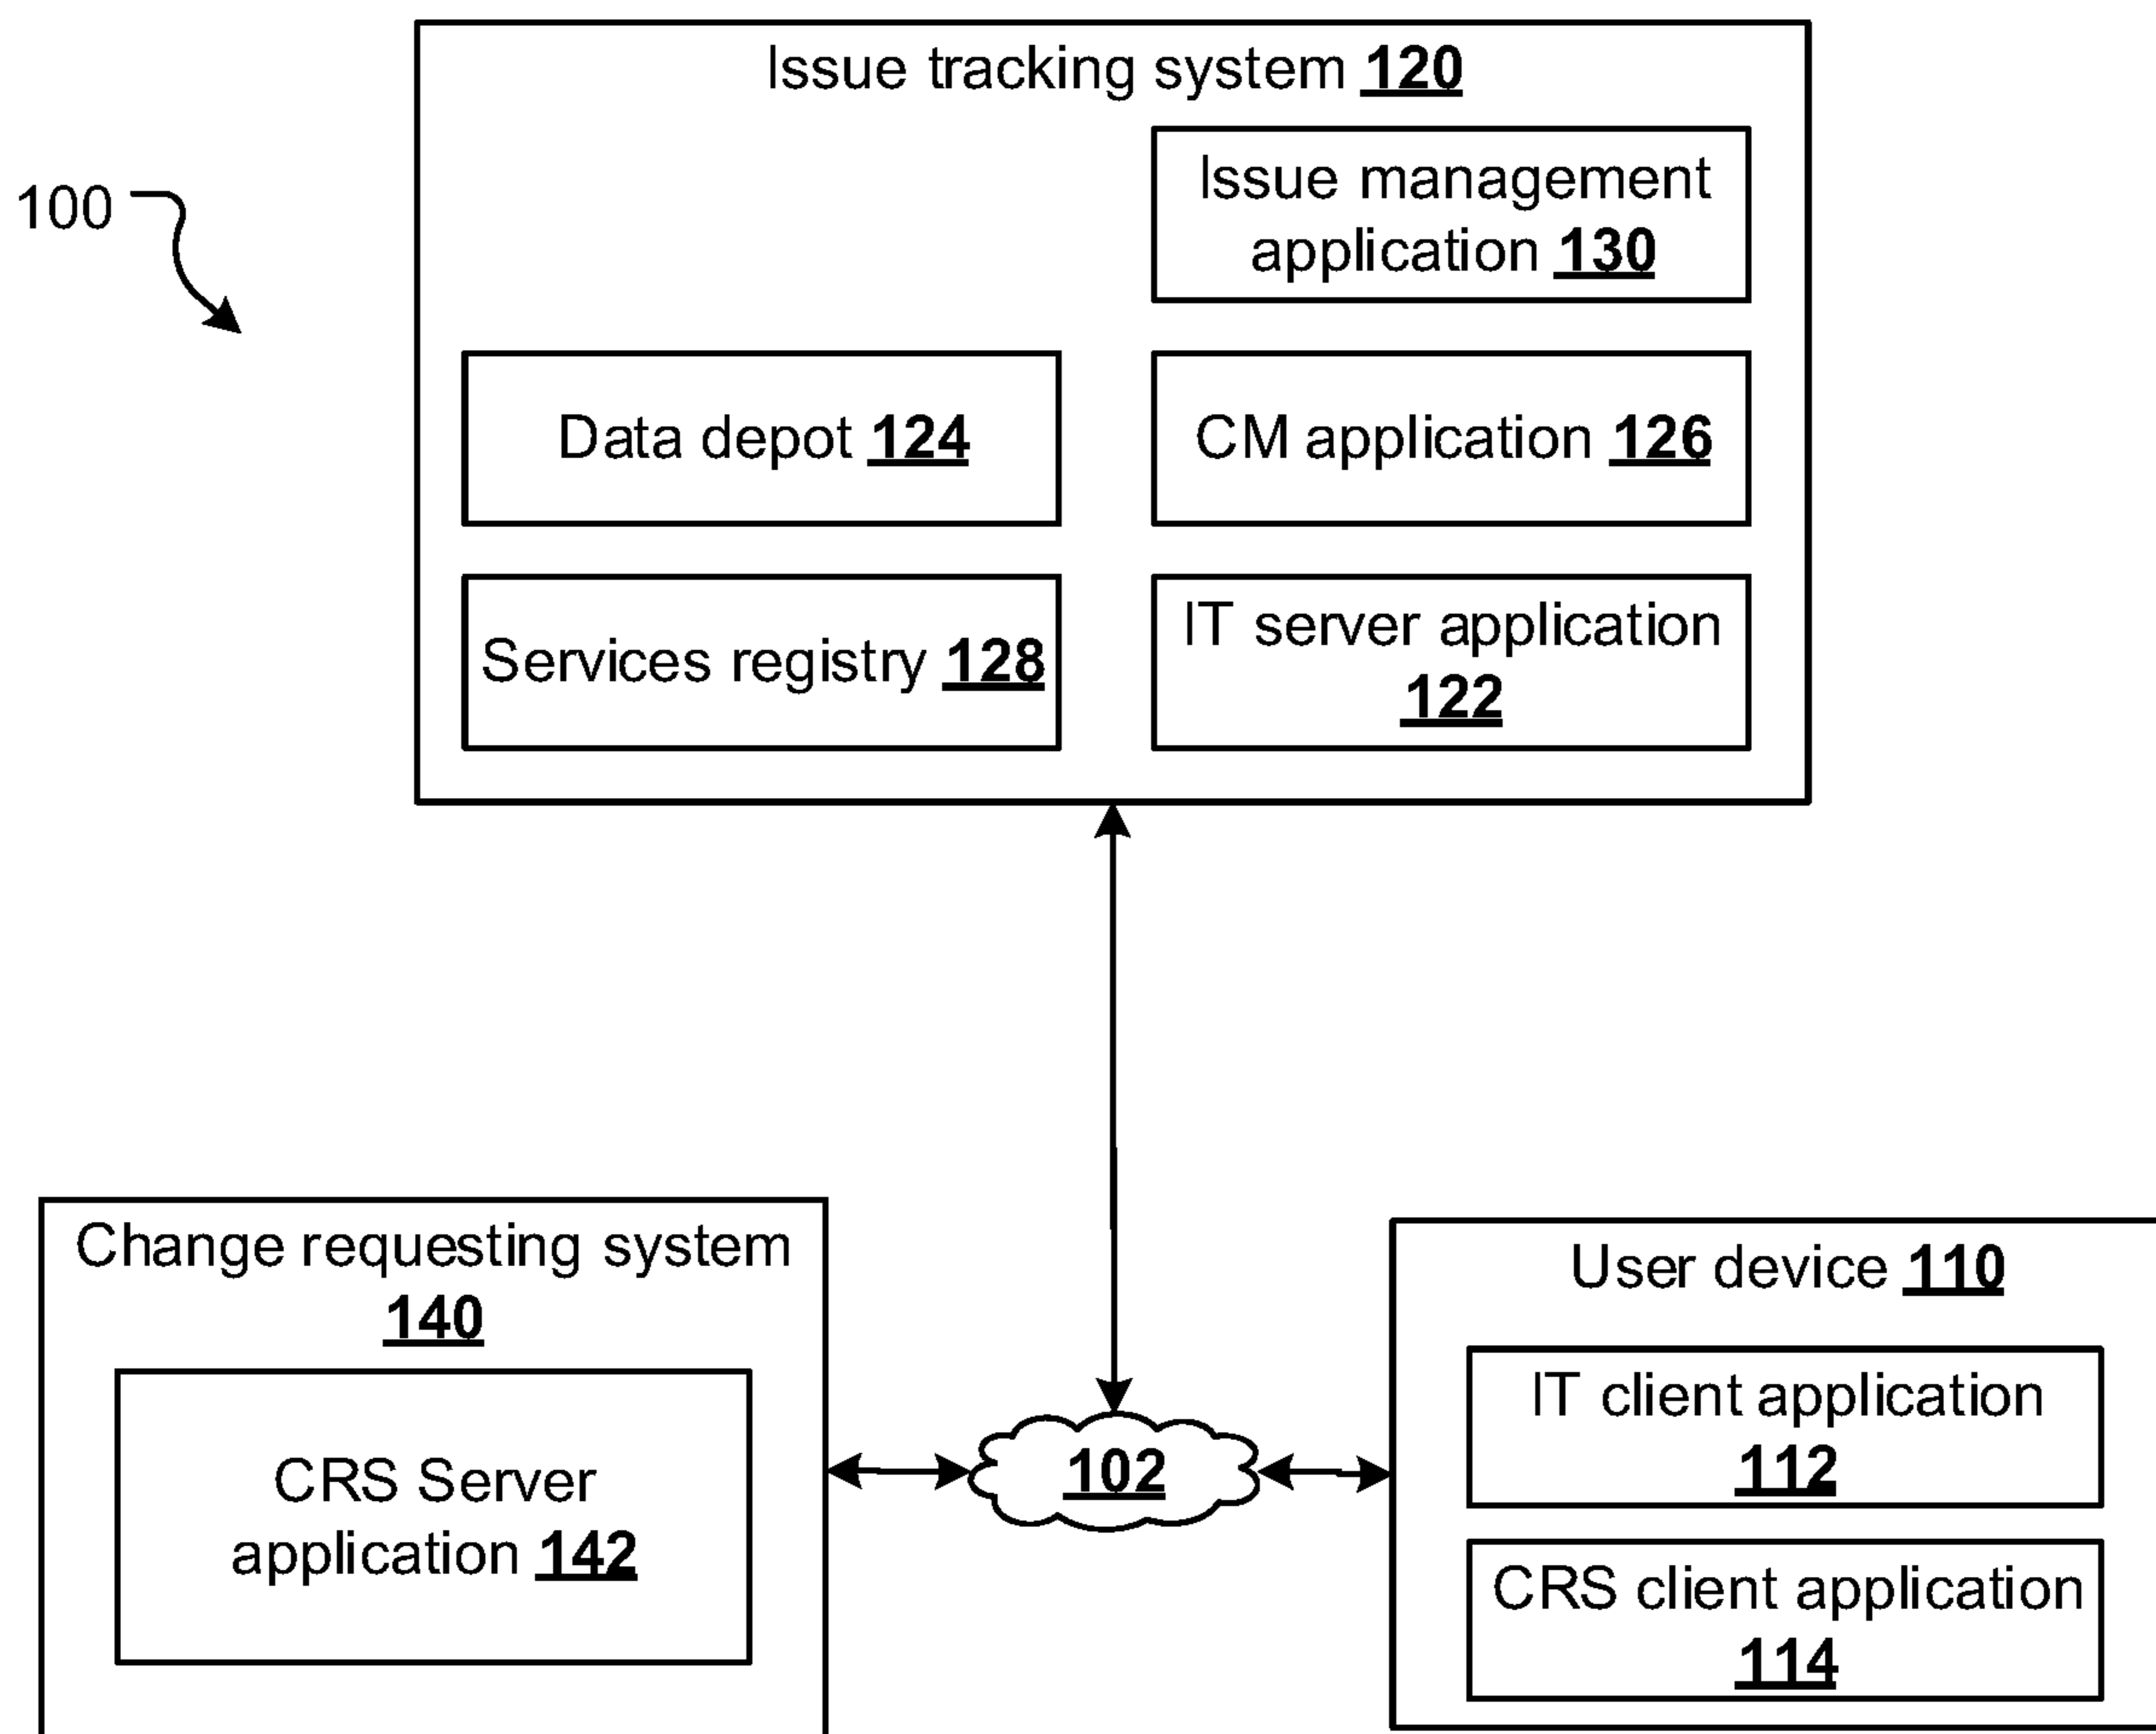 Issue tracking system 120
100
Issue management
application 130
Data depot 124
CM application 126
Services registry 128
IT server application
122
Change requesting system
140
CRS Server
application 142
102
User device 110
IT client application
112
CRS client application
114